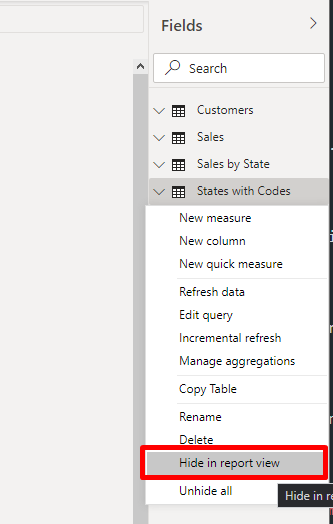 Fields
Search
Customers
Sales
Sales by State
States with Codes
New measure
New column
New quick measure
Refresh data
Edit query
Incremental refresh
Manage aggregations
Copy Table
Rename
Delete
Hide in report view
Unhide all
Hide in re